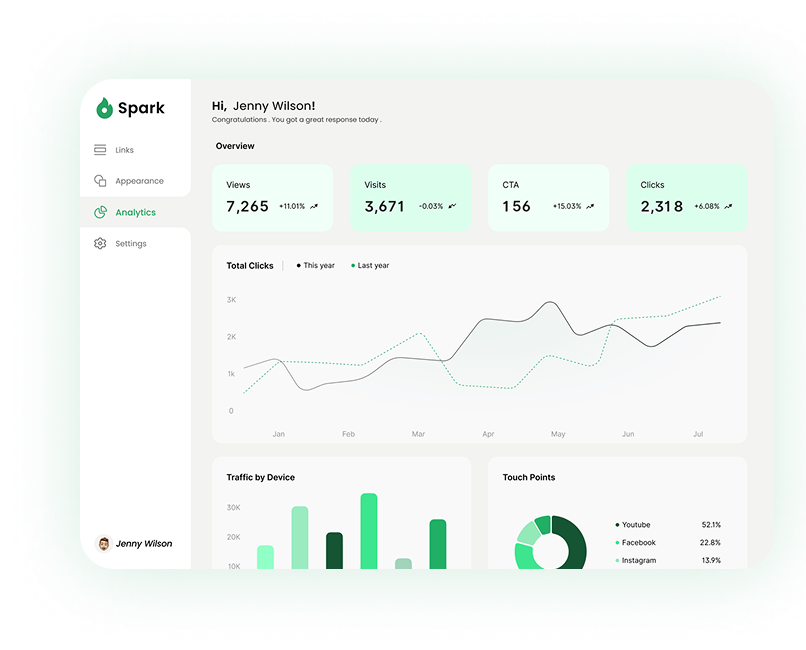 Spark
Links
Appearance
Analytics
Settings
Jenny Wilson
Hi, Jenny Wilson!
Congratulations . You got a great response today .
Overview
Views
7,265 +11.01%
Visits
3,671 -0.03%
CTA
156 +15.03%
Clicks
2,318 +6.08%
Total Clicks This year Last year
3K
2K
1k
0
Jan Feb Mar Apr May Jun Jul
Traffic by Device
30K
20K
10K
Touch Points
Youtube 52.1%
Facebook 22.8%
Instagram 13.9%